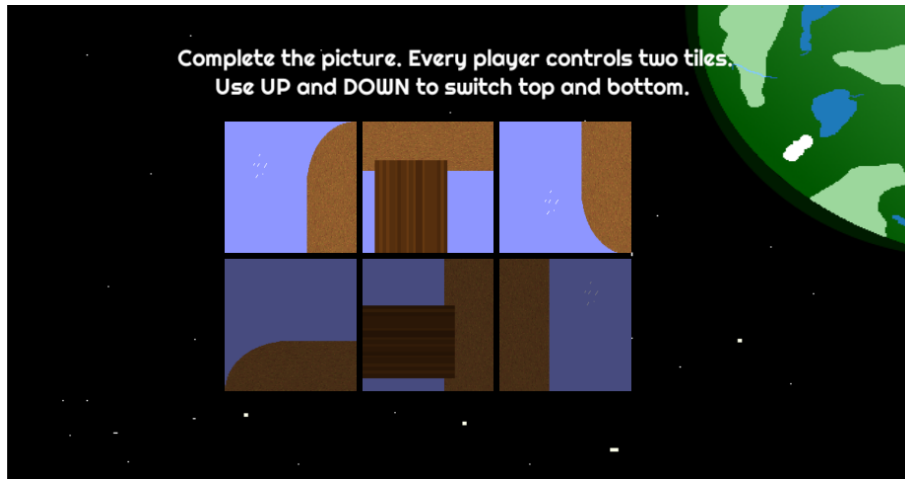 Complete the picture. Every player controls two tiles.
Use UP and DOWN to switch top and bottom.